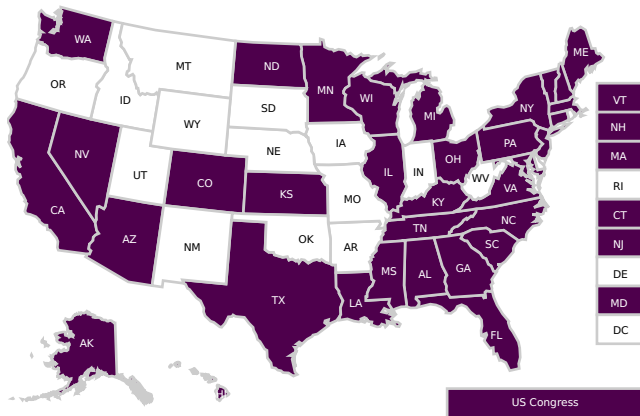 WA
OR
CA
NV
ID
MT
WY
UT
AZ
CO
NM
ND
SD
NE
KS
OK
TX
MN
IA
MO
AR
LA
WI
IL
MI
IN
OH
KY
TN
MS
AL
GA
FL
SC
NC
VA
WV
PA
NY
ME
VT
NH
MA
RI
CT
NJ
DE
MD
DC
AK
HI
US Congress